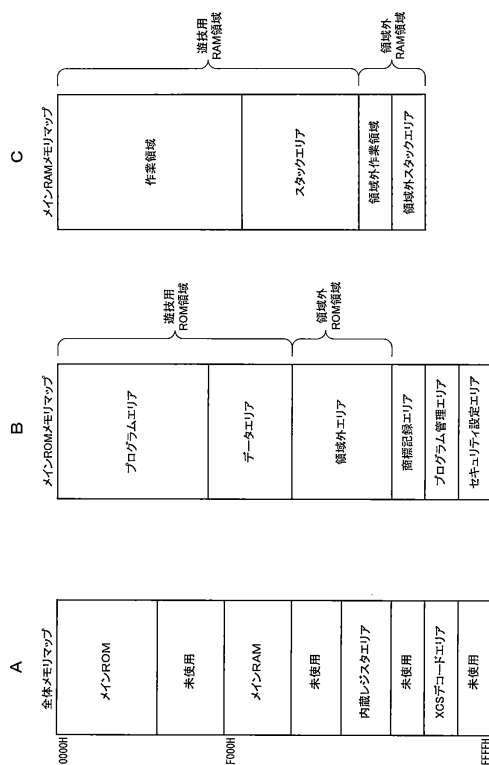 A
全体メモリマップ
0000H
メインROM
未使用
F000H
メインRAM
未使用
内蔵レジスタエリア
未使用
XCSデコードエリア
未使用
FFFFH
B
メインROMメモリマップ
プログラムエリア
データエリア
領域外エリア
商標記録エリア
プログラム管理エリア
セキュリティ設定エリア
遊技用
ROM領域
領域外
ROM領域
C
メインRAMメモリマップ
作業領域
スタックエリア
領域外作業領域
領域外スタックエリア
遊技用
RAM領域
領域外
RAM領域